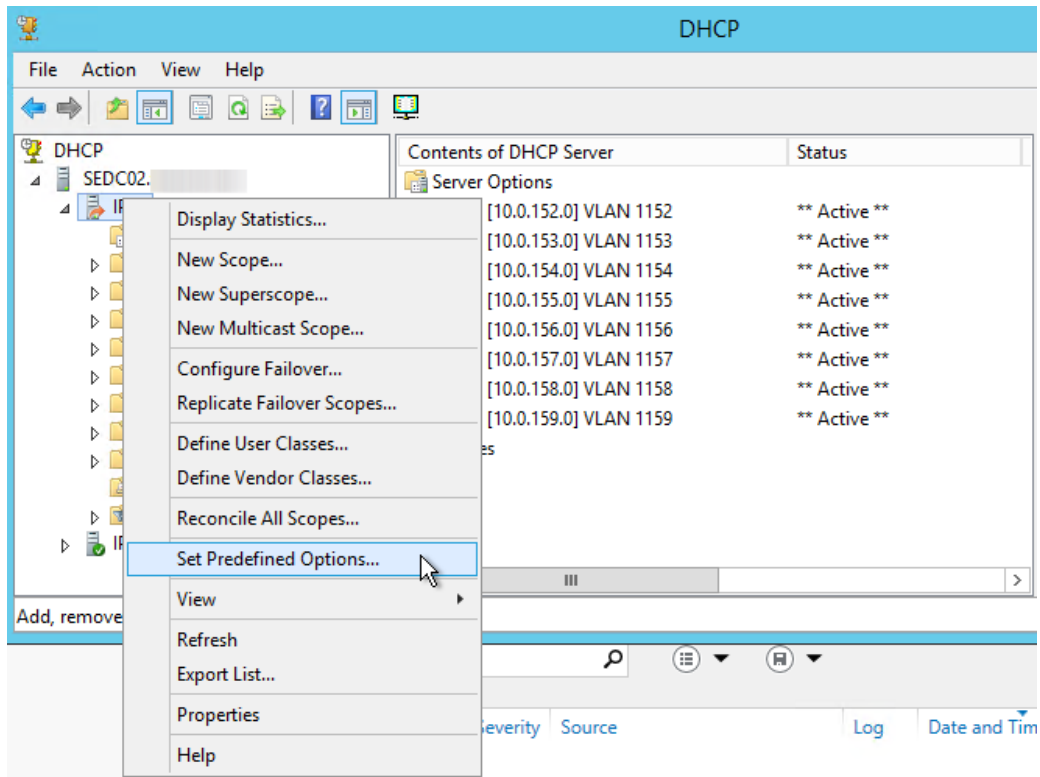 DHCP
File Action View Help
DHCP
SEDC02.
Contents of DHCP Server Status
Server Options
[10.0.152.0] VLAN 1152 ** Active **
[10.0.153.0] VLAN 1153 ** Active **
[10.0.154.0] VLAN 1154 ** Active **
[10.0.155.0] VLAN 1155 ** Active **
[10.0.156.0] VLAN 1156 ** Active **
[10.0.157.0] VLAN 1157 ** Active **
[10.0.158.0] VLAN 1158 ** Active **
[10.0.159.0] VLAN 1159 ** Active **
Display Statistics...
New Scope...
New Superscope...
New Multicast Scope...
Configure Failover...
Replicate Failover Scopes...
Define User Classes...
Define Vendor Classes...
Reconcile All Scopes...
Set Predefined Options...
View
Refresh
Export List...
Properties
Help
Add, remove
Severity Source Log Date and Tim